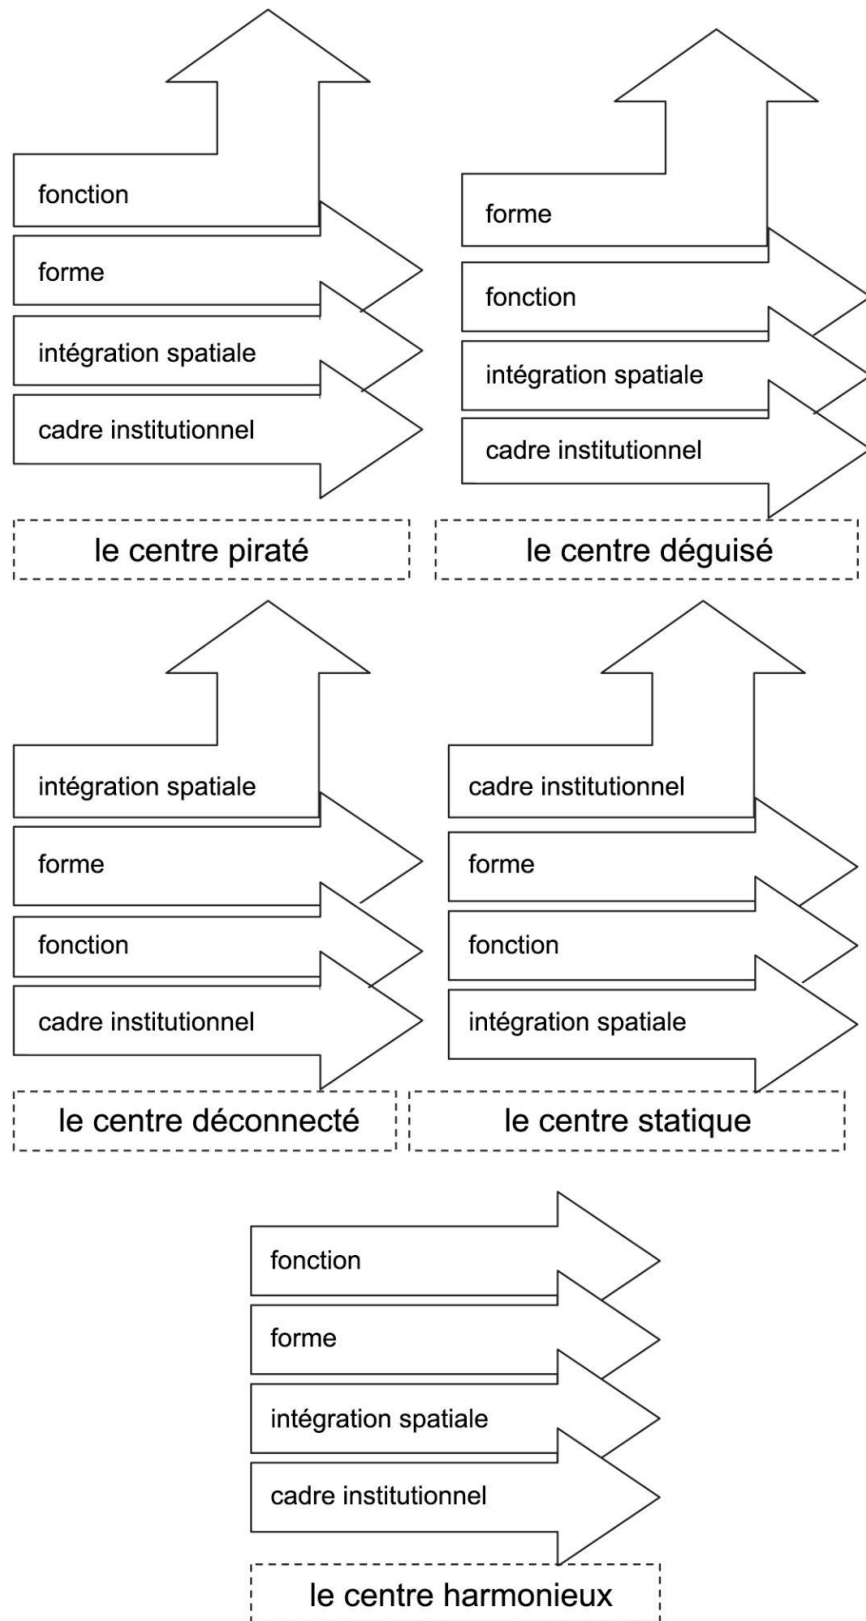 fonction
forme
intégration spatiale
cadre institutionnel
le centre piraté
forme
fonction
intégration spatiale
cadre institutionnel
le centre déguisé
intégration spatiale
forme
fonction
cadre institutionnel
le centre déconnecté
cadre institutionnel
forme
fonction
intégration spatiale
le centre statique
fonction
forme
intégration spatiale
cadre institutionnel
le centre harmonieux